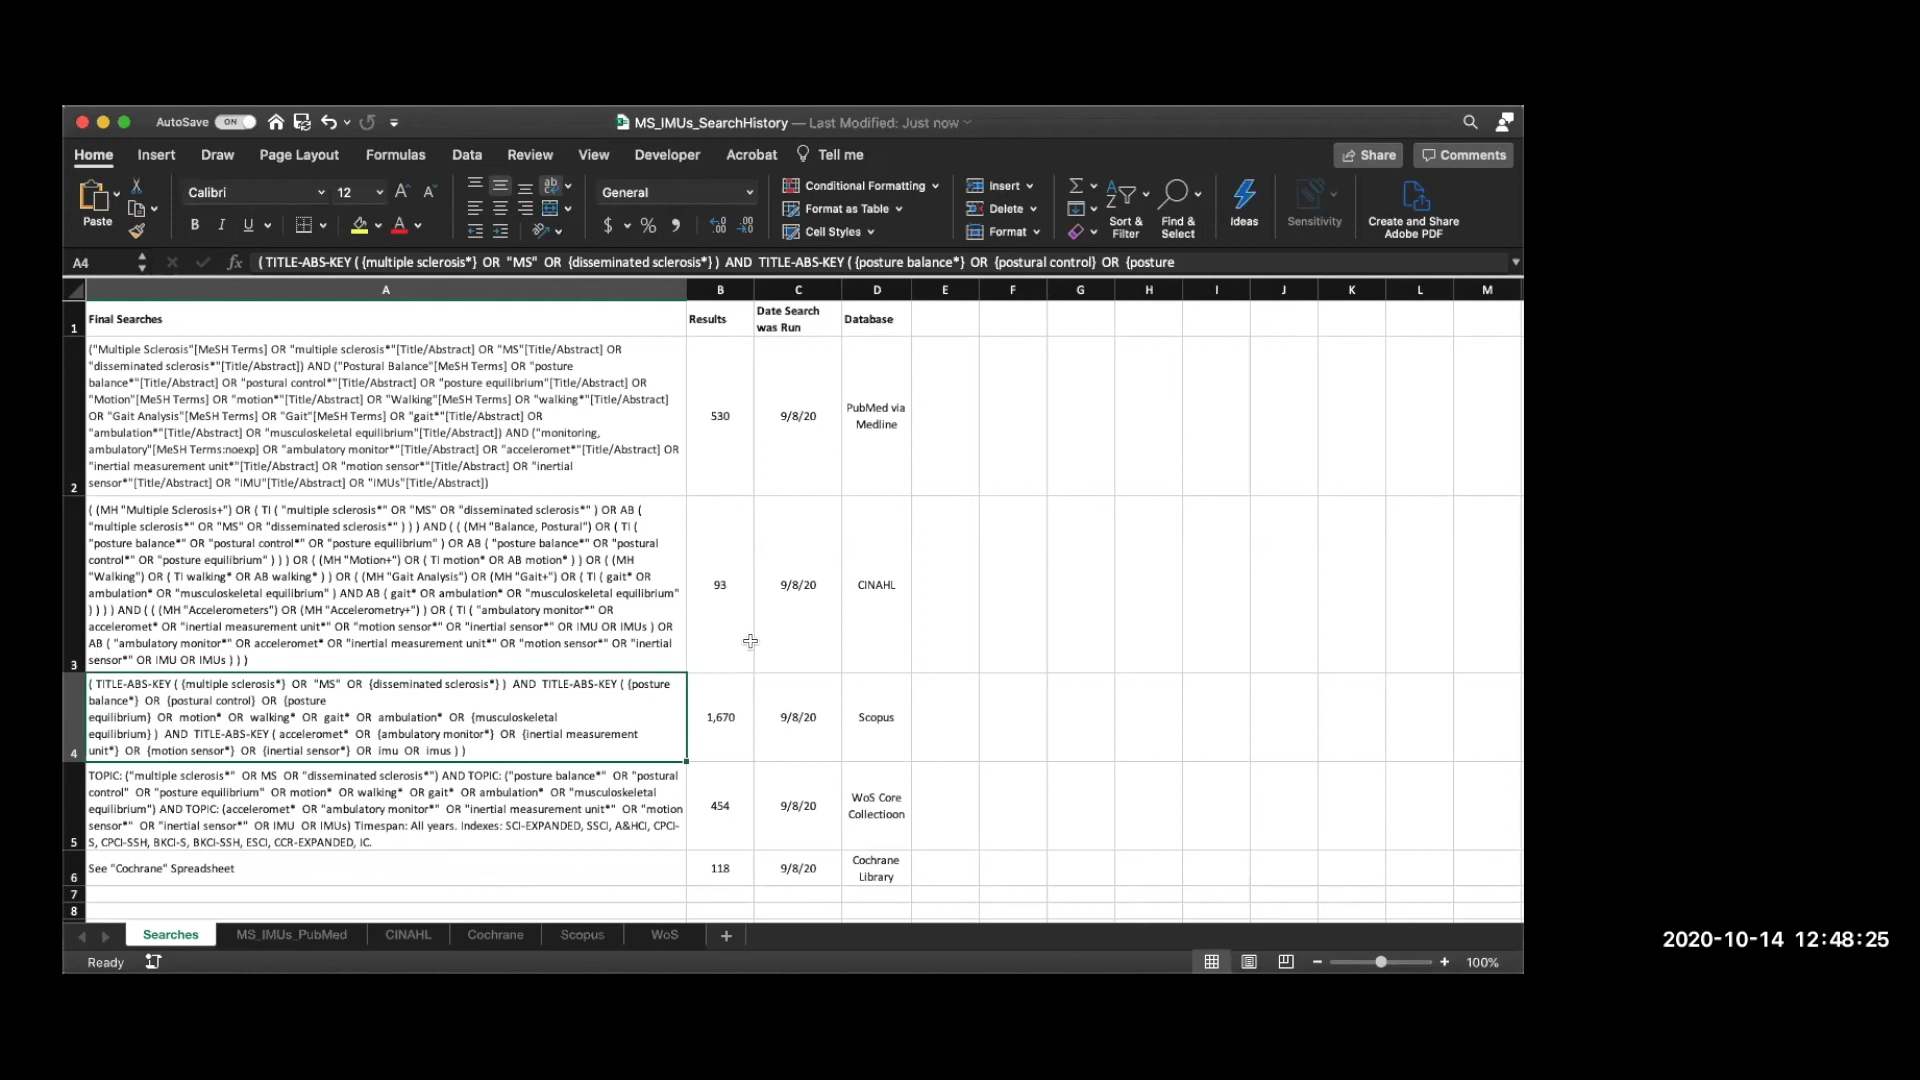 AutoSave ON MS_IMUs_SearchHistory — Last Modified: Just now
Home Insert Draw Page Layout Formulas Data Review View Developer Acrobat Tell me Share Comments
Paste Calibri 12 General Conditional Formatting Insert Sort & Filter Find & Select Ideas Sensitivity Create and Share Adobe PDF
Format as Table Delete
B I U $ % Cell Styles Format
A4 fx ( TITLE-ABS-KEY ( {multiple sclerosis*} OR "MS" OR {disseminated sclerosis*} ) AND TITLE-ABS-KEY ( {posture balance*} OR {postural control} OR {posture
A B C D E F G H I J K L M
1 Final Searches Results Date Search was Run Database
("Multiple Sclerosis"[MeSH Terms] OR "multiple sclerosis*"[Title/Abstract] OR "MS"[Title/Abstract] OR
"disseminated sclerosis*"[Title/Abstract]) AND ("Postural Balance"[MeSH Terms] OR "posture
balance*"[Title/Abstract] OR "postural control*"[Title/Abstract] OR "posture equilibrium"[Title/Abstract] OR
"Motion"[MeSH Terms] OR "motion*"[Title/Abstract] OR "Walking"[MeSH Terms] OR "walking*"[Title/Abstract]
OR "Gait Analysis"[MeSH Terms] OR "Gait"[MeSH Terms] OR "gait*"[Title/Abstract] OR
"ambulation*"[Title/Abstract] OR "musculoskeletal equilibrium"[Title/Abstract]) AND ("monitoring,
ambulatory"[MeSH Terms:noexp] OR "ambulatory monitor*"[Title/Abstract] OR "acceleromet*"[Title/Abstract] OR
"inertial measurement unit*"[Title/Abstract] OR "motion sensor*"[Title/Abstract] OR "inertial
2 sensor*"[Title/Abstract] OR "IMU"[Title/Abstract] OR "IMUs"[Title/Abstract])
530 9/8/20 PubMed via Medline
( (MH "Multiple Sclerosis+") OR ( TI ( "multiple sclerosis*" OR "MS" OR "disseminated sclerosis*" ) OR AB (
"multiple sclerosis*" OR "MS" OR "disseminated sclerosis*" ) ) ) AND ( ( (MH "Balance, Postural") OR ( TI (
"posture balance*" OR "postural control*" OR "posture equilibrium" ) OR AB ( "posture balance*" OR "postural
control*" OR "posture equilibrium" ) ) ) OR ( (MH "Motion+") OR ( TI motion* OR AB motion* ) ) OR ( (MH
"Walking") OR ( TI walking* OR AB walking* ) ) OR ( (MH "Gait Analysis") OR (MH "Gait+") OR ( TI ( gait* OR
ambulation* OR "musculoskeletal equilibrium" ) AND AB ( gait* OR ambulation* OR "musculoskeletal equilibrium"
) ) ) ) AND ( ( (MH "Accelerometers") OR (MH "Accelerometry+") ) OR ( TI ( "ambulatory monitor*" OR
acceleromet* OR "inertial measurement unit*" OR "motion sensor*" OR "inertial sensor*" OR IMU OR IMUs ) OR
AB ( "ambulatory monitor*" OR acceleromet* OR "inertial measurement unit*" OR "motion sensor*" OR "inertial
3 sensor*" OR IMU OR IMUs ) ) )
93 9/8/20 CINAHL
( TITLE-ABS-KEY ( {multiple sclerosis*} OR "MS" OR {disseminated sclerosis*} ) AND TITLE-ABS-KEY ( {posture
balance*} OR {postural control} OR {posture
equilibrium} OR motion* OR walking* OR gait* OR ambulation* OR {musculoskeletal
equilibrium} ) AND TITLE-ABS-KEY ( acceleromet* OR {ambulatory monitor*} OR {inertial measurement
4 unit*} OR {motion sensor*} OR {inertial sensor*} OR imu OR imus ) )
1,670 9/8/20 Scopus
TOPIC: ("multiple sclerosis*" OR MS OR "disseminated sclerosis*") AND TOPIC: ("posture balance*" OR "postural
control" OR "posture equilibrium" OR motion* OR walking* OR gait* OR ambulation* OR "musculoskeletal
equilibrium") AND TOPIC: (acceleromet* OR "ambulatory monitor*" OR "inertial measurement unit*" OR "motion
sensor*" OR "inertial sensor*" OR IMU OR IMUs) Timespan: All years. Indexes: SCI-EXPANDED, SSCI, A&HCI, CPCI-
5 S, CPCI-SSH, BKCI-S, BKCI-SSH, ESCI, CCR-EXPANDED, IC.
454 9/8/20 WoS Core Collectioon
6 See "Cochrane" Spreadsheet 118 9/8/20 Cochrane Library
7
8
Searches MS_IMUs_PubMed CINAHL Cochrane Scopus WoS +
2020-10-14 12:48:25
Ready 100%